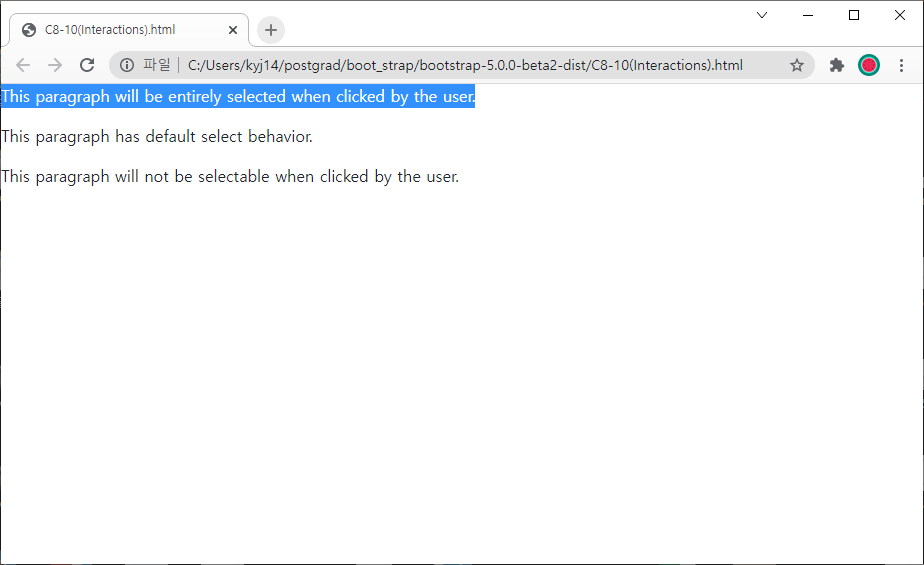 C8-10(Interactions).html
파일 C:/Users/kyj14/postgrad/boot_strap/bootstrap-5.0.0-beta2-dist/C8-10(Interactions).html
This paragraph will be entirely selected when clicked by the user.
This paragraph has default select behavior.
This paragraph will not be selectable when clicked by the user.